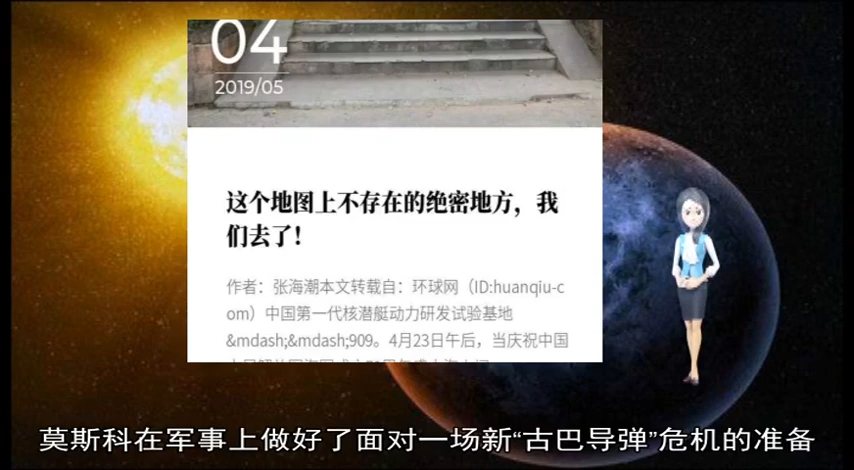 04
2019/05
这个地图上不存在的绝密地方，我
们去了！
作者：张海潮本文转载自：环球网（ID:huanqiu-c
om）中国第一代核潜艇动力研发试验基地
&mdash;&mdash;909。4月23日午后，当庆祝中国
莫斯科在军事上做好了面对一场新“古巴导弹”危机的准备